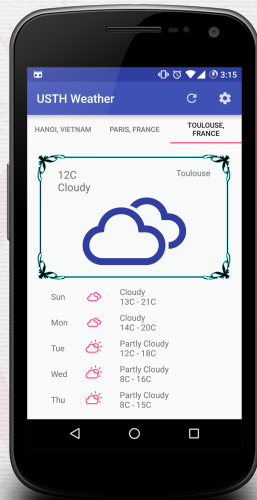 3:15
USTH Weather
HANOI, VIETNAM
PARIS, FRANCE
TOULOUSE,
FRANCE
12C
Toulouse
Cloudy
Sun
Cloudy
13C - 21C
Mon
Cloudy
14C - 20C
Tue
Partly Cloudy
12C - 18C
Wed
Partly Cloudy
8C - 16C
Thu
Partly Cloudy
8C - 15C